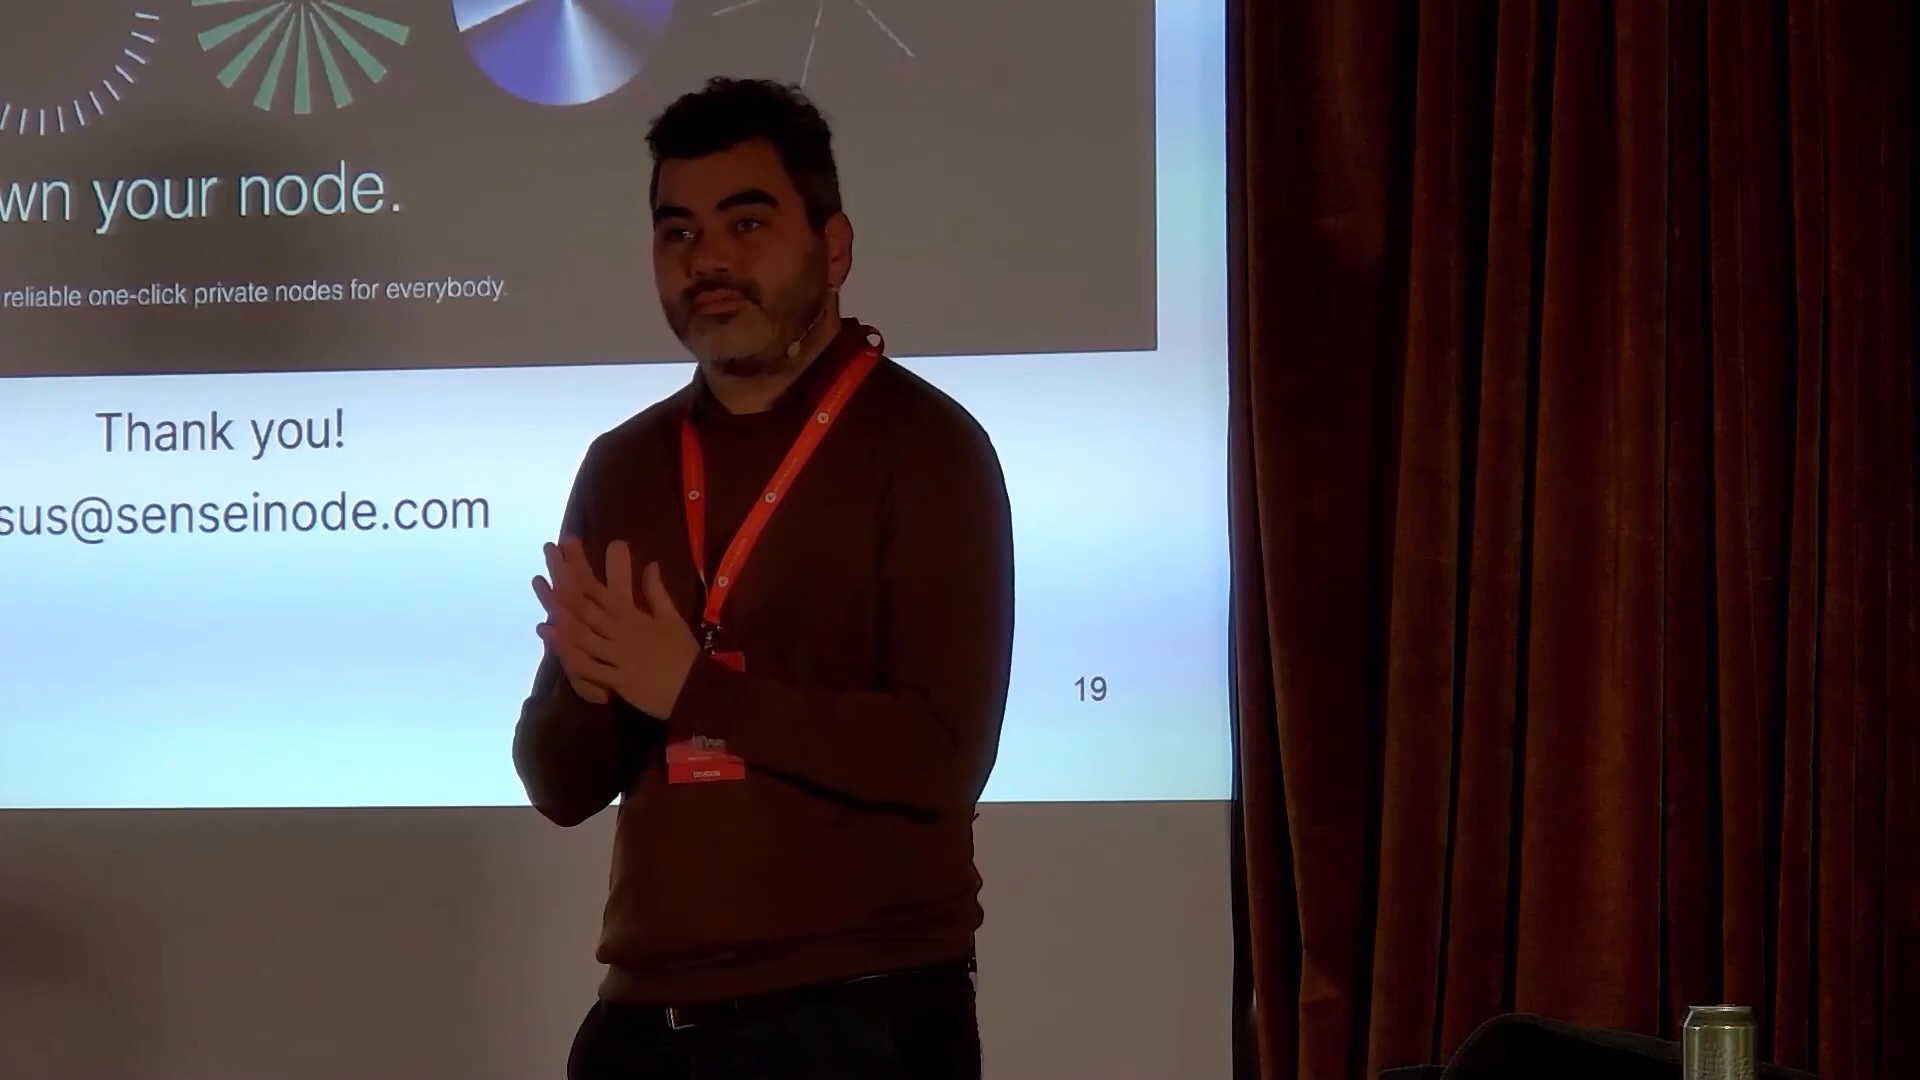 wn your node.
reliable one-click private nodes for everybody.
Thank you!
sus@senseinode.com
19